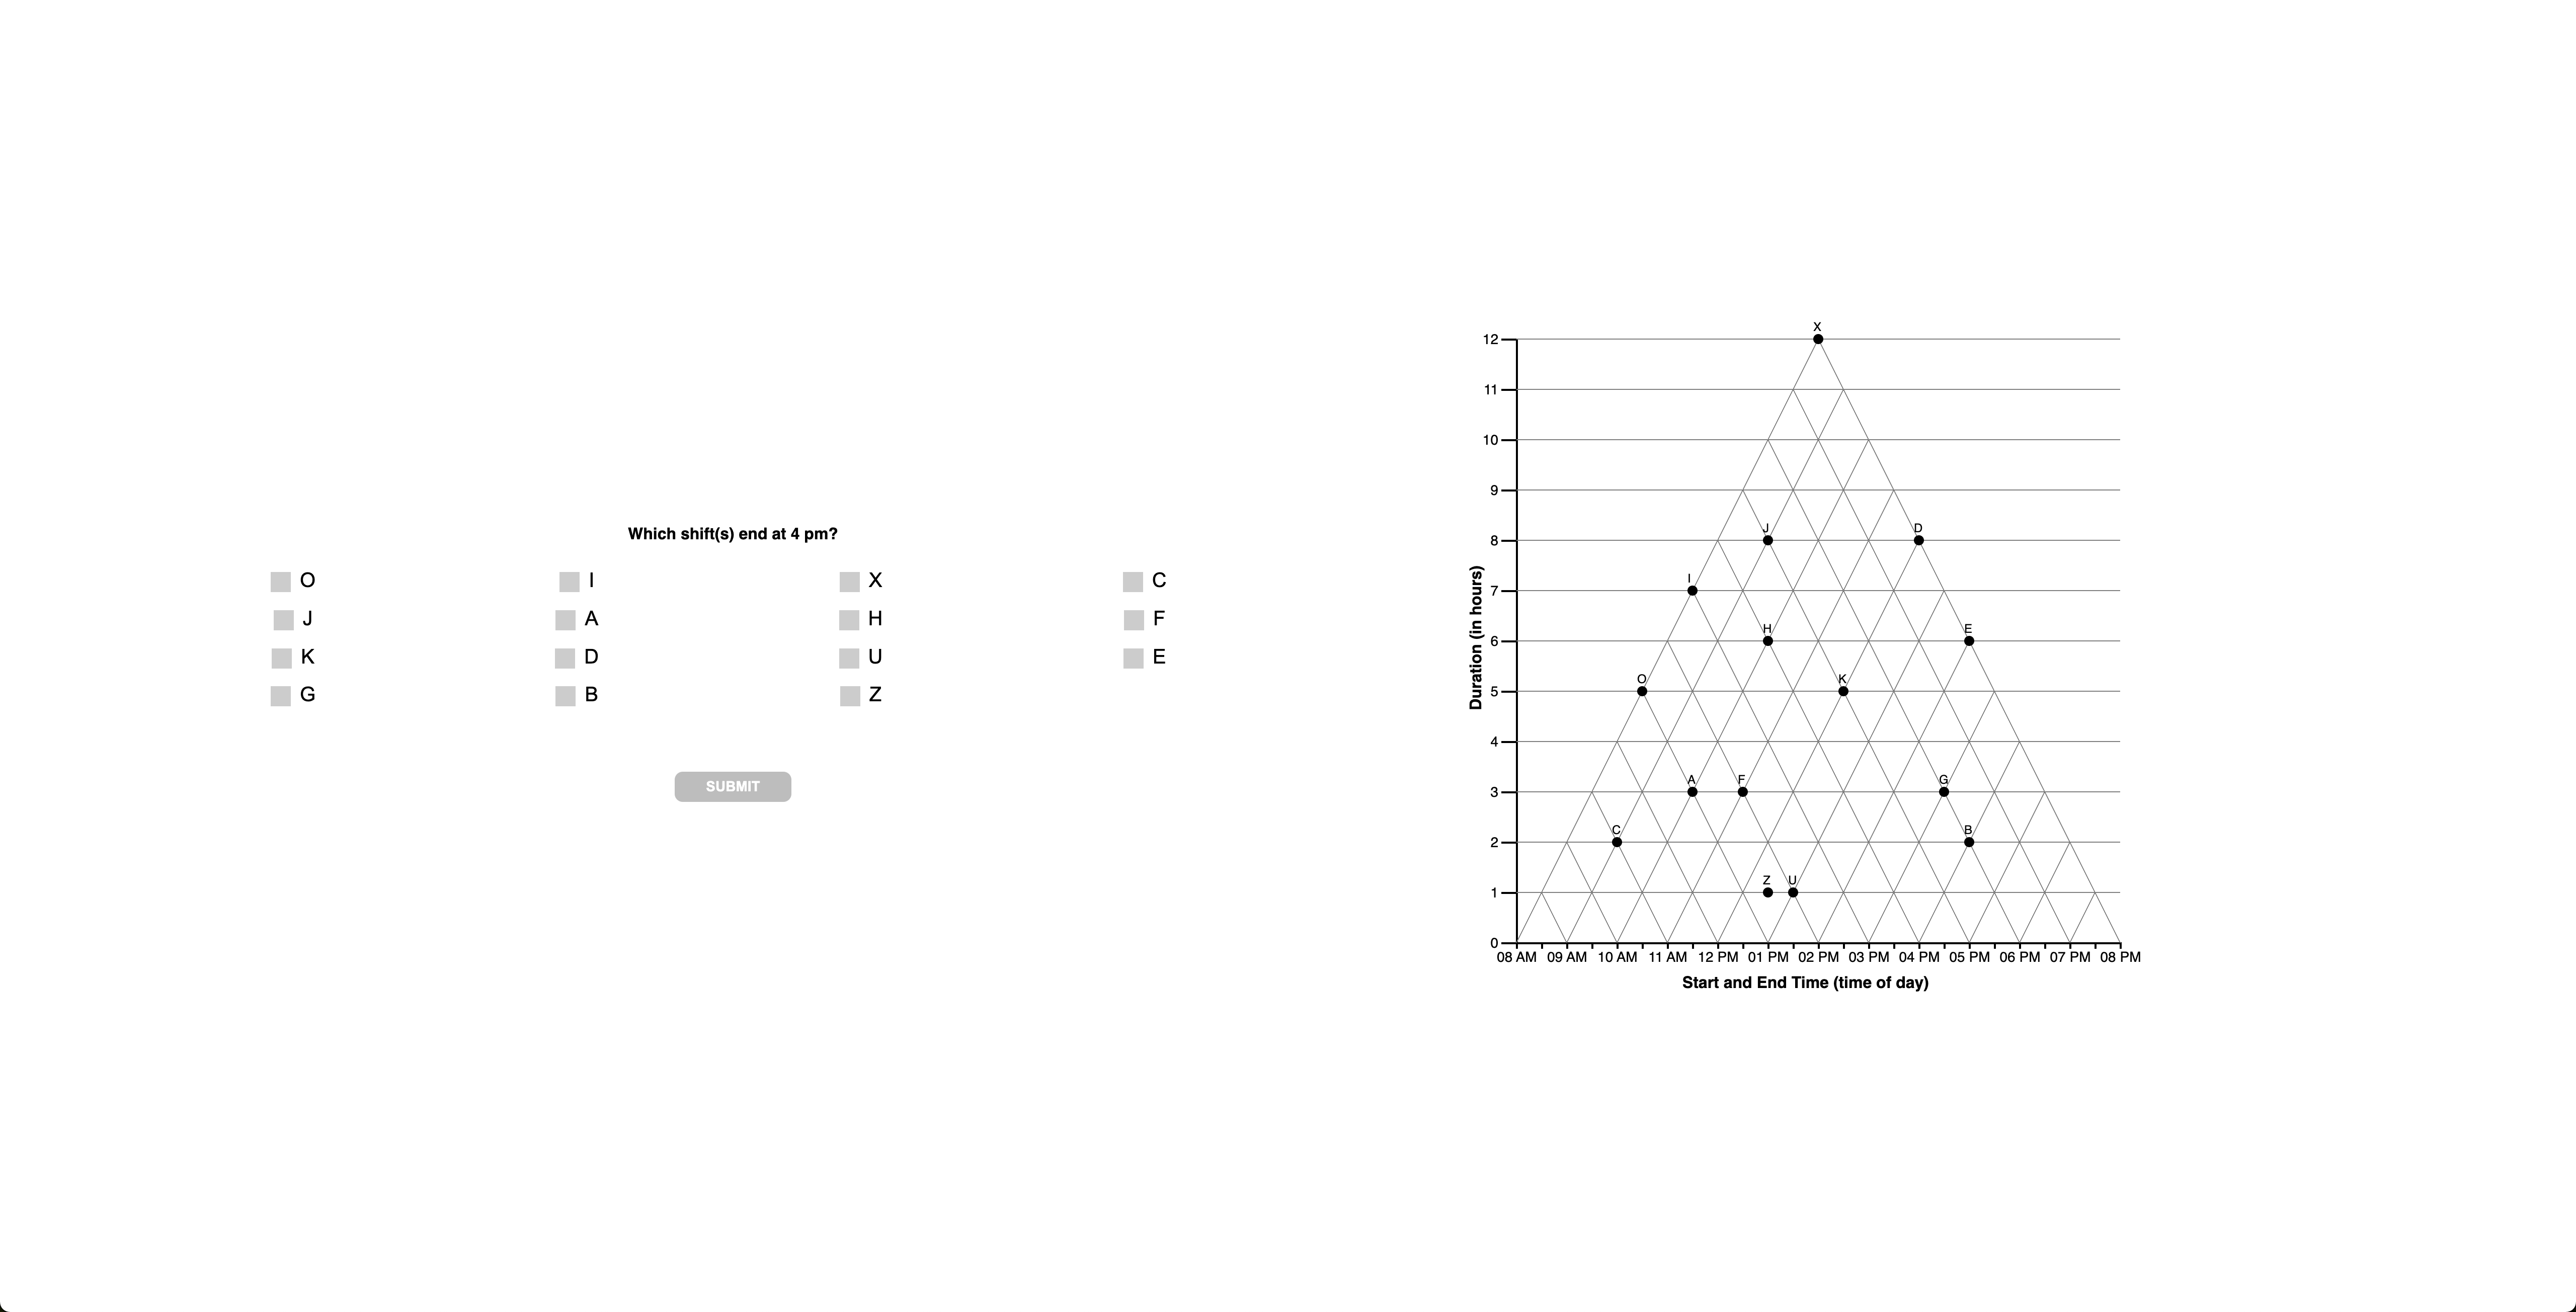 Which shift(s) end at 4 pm?
O I X C
J A H F
K D U E
G B Z
SUBMIT
X
12
11
10
9
J D
8
I
7
H E
6
O K
5
4
A F G
3
C B
2
Z U
1
0
Duration (in hours)
08 AM 09 AM 10 AM 11 AM 12 PM 01 PM 02 PM 03 PM 04 PM 05 PM 06 PM 07 PM 08 PM
Start and End Time (time of day)